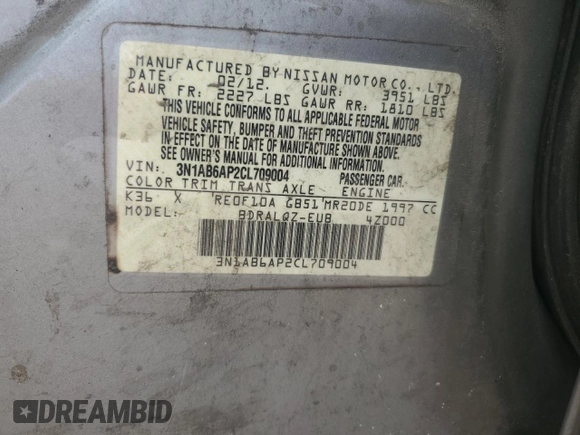 MANUFACTURED BY NISSAN MOTOR CO., LTD.
DATE: 02/12. GVWR: 3951 LBS
GAWR FR: 2227 LBS GAWR RR: 1810 LBS
THIS VEHICLE CONFORMS TO ALL APPLICABLE FEDERAL MOTOR
VEHICLE SAFETY, BUMPER AND THEFT PREVENTION STANDARDS
IN EFFECT ON THE DATE OF MANUFACTURE SHOWN ABOVE.
SEE OWNER'S MANUAL FOR ADDITIONAL INFORMATION.
VIN: 3N1AB6AP2CL709004 PASSENGER CAR
COLOR TRIM TRANS AXLE ENGINE
K36 X RE0F10A GB51 MR20DE 1997 CC
MODEL: BDRALQZ-EUB 4Z000
3N1AB6AP2CL709004
DREAMBID